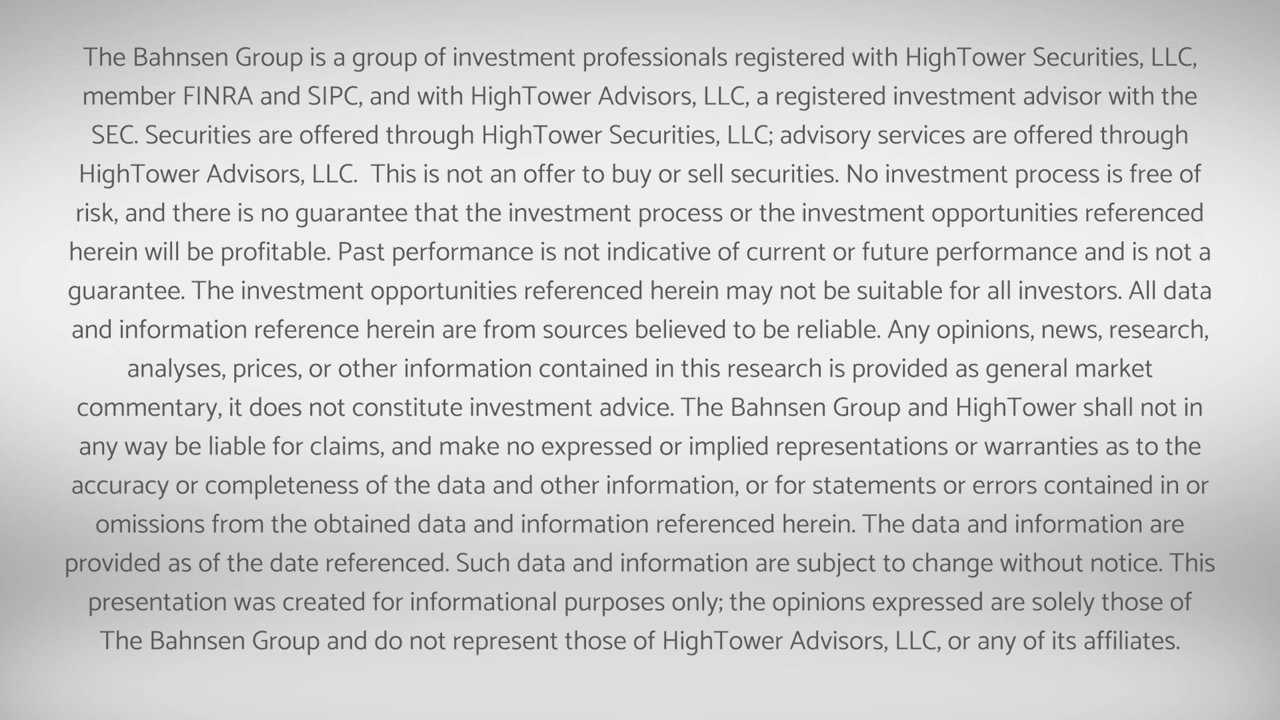 The Bahnsen Group is a group of investment professionals registered with HighTower Securities, LLC,
member FINRA and SIPC, and with HighTower Advisors, LLC, a registered investment advisor with the
SEC. Securities are offered through HighTower Securities, LLC; advisory services are offered through
HighTower Advisors, LLC.  This is not an offer to buy or sell securities. No investment process is free of
risk, and there is no guarantee that the investment process or the investment opportunities referenced
herein will be profitable. Past performance is not indicative of current or future performance and is not a
guarantee. The investment opportunities referenced herein may not be suitable for all investors. All data
and information reference herein are from sources believed to be reliable. Any opinions, news, research,
analyses, prices, or other information contained in this research is provided as general market
commentary, it does not constitute investment advice. The Bahnsen Group and HighTower shall not in
any way be liable for claims, and make no expressed or implied representations or warranties as to the
accuracy or completeness of the data and other information, or for statements or errors contained in or
omissions from the obtained data and information referenced herein. The data and information are
provided as of the date referenced. Such data and information are subject to change without notice. This
presentation was created for informational purposes only; the opinions expressed are solely those of
The Bahnsen Group and do not represent those of HighTower Advisors, LLC, or any of its affiliates.